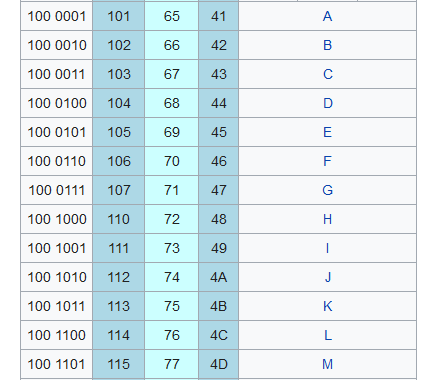 100 0001 101 65 41 A
100 0010 102 66 42 B
100 0011 103 67 43 C
100 0100 104 68 44 D
100 0101 105 69 45 E
100 0110 106 70 46 F
100 0111 107 71 47 G
100 1000 110 72 48 H
100 1001 111 73 49 I
100 1010 112 74 4A J
100 1011 113 75 4B K
100 1100 114 76 4C L
100 1101 115 77 4D M